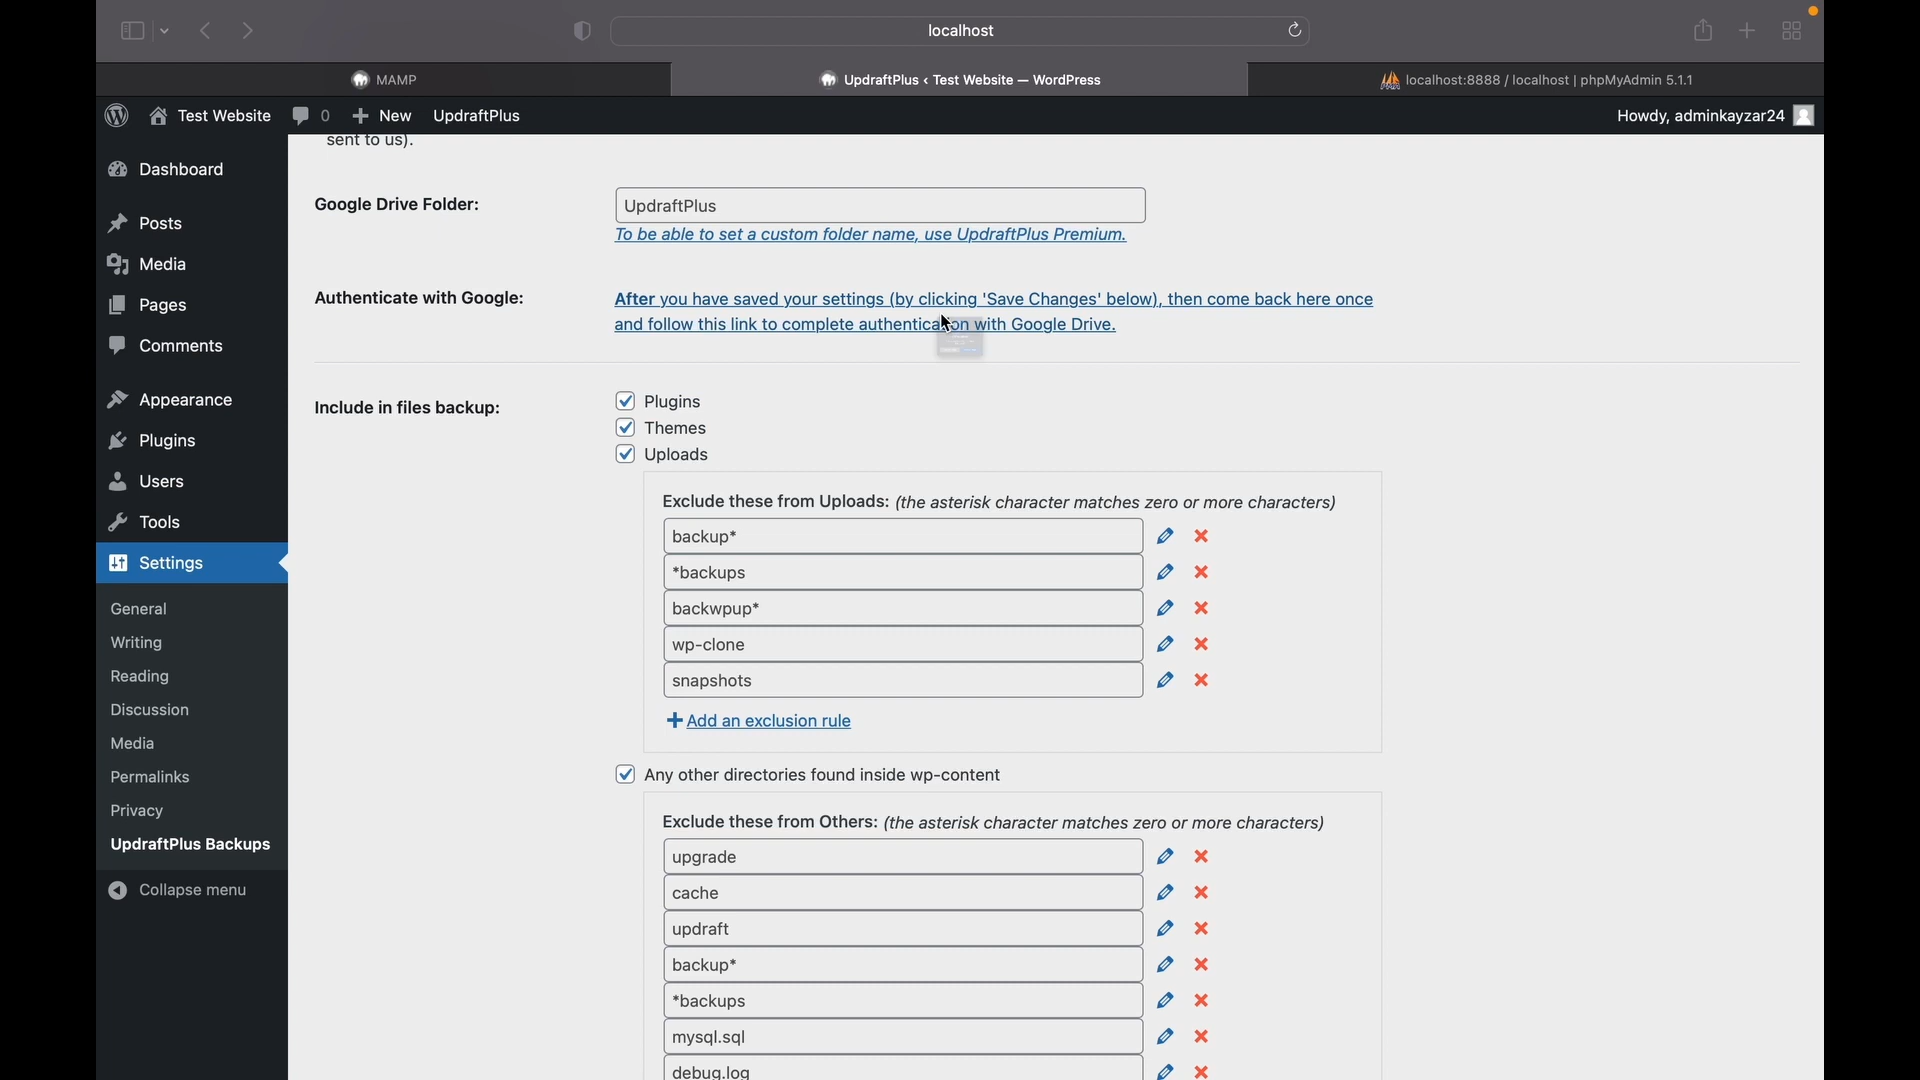 localhost
MAMP
UpdraftPlus ‹ Test Website — WordPress
localhost:8888 / localhost | phpMyAdmin 5.1.1
Test Website
0
New
UpdraftPlus
Howdy, adminkayzar24
Dashboard
Posts
Media
Pages
Comments
Appearance
Plugins
Users
Tools
Settings
General
Writing
Reading
Discussion
Media
Permalinks
Privacy
UpdraftPlus Backups
Collapse menu
sent to us).
Google Drive Folder:
UpdraftPlus
To be able to set a custom folder name, use UpdraftPlus Premium.
Authenticate with Google:
After you have saved your settings (by clicking 'Save Changes' below), then come back here once
and follow this link to complete authentication with Google Drive.
Include in files backup:
Plugins
Themes
Uploads
Exclude these from Uploads: (the asterisk character matches zero or more characters)
backup*
*backups
backwpup*
wp-clone
snapshots
Add an exclusion rule
Any other directories found inside wp-content
Exclude these from Others: (the asterisk character matches zero or more characters)
upgrade
cache
updraft
backup*
*backups
mysql.sql
debug.log